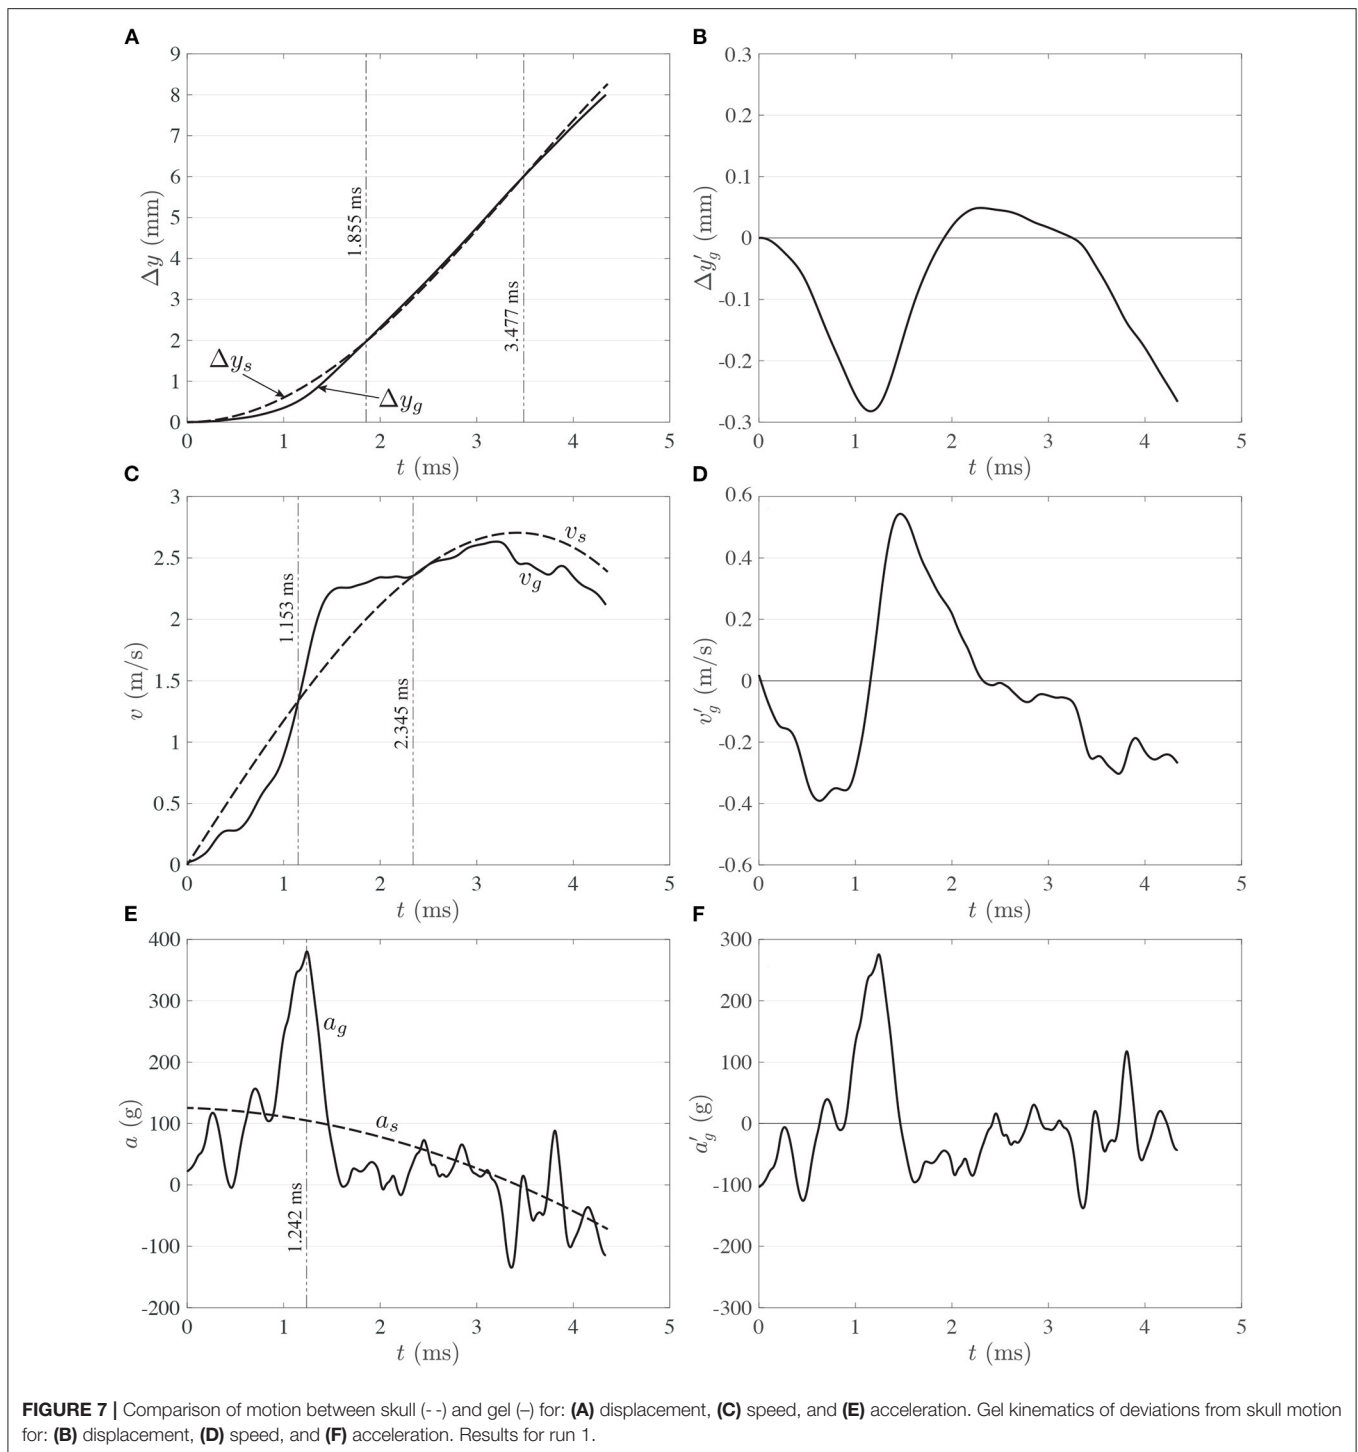 A
9
8
7
6
5
4
3
2
1
0
Δy (mm)
1.855 ms
3.477 ms
Δy_s
Δy_g
0 1 2 3 4 5
t (ms)
B
0.3
0.2
0.1
0
-0.1
-0.2
-0.3
Δy′_g (mm)
0 1 2 3 4 5
t (ms)
C
3
2.5
2
1.5
1
0.5
0
v (m/s)
1.153 ms
2.345 ms
v_s
v_g
0 1 2 3 4 5
t (ms)
D
0.6
0.4
0.2
0
-0.2
-0.4
-0.6
v′_g (m/s)
0 1 2 3 4 5
t (ms)
E
400
300
200
100
0
-100
-200
a (g)
1.242 ms
a_g
a_s
0 1 2 3 4 5
t (ms)
F
300
200
100
0
-100
-200
-300
a′_g (g)
0 1 2 3 4 5
t (ms)
FIGURE 7 | Comparison of motion between skull (- -) and gel (–) for: (A) displacement, (C) speed, and (E) acceleration. Gel kinematics of deviations from skull motion
for: (B) displacement, (D) speed, and (F) acceleration. Results for run 1.